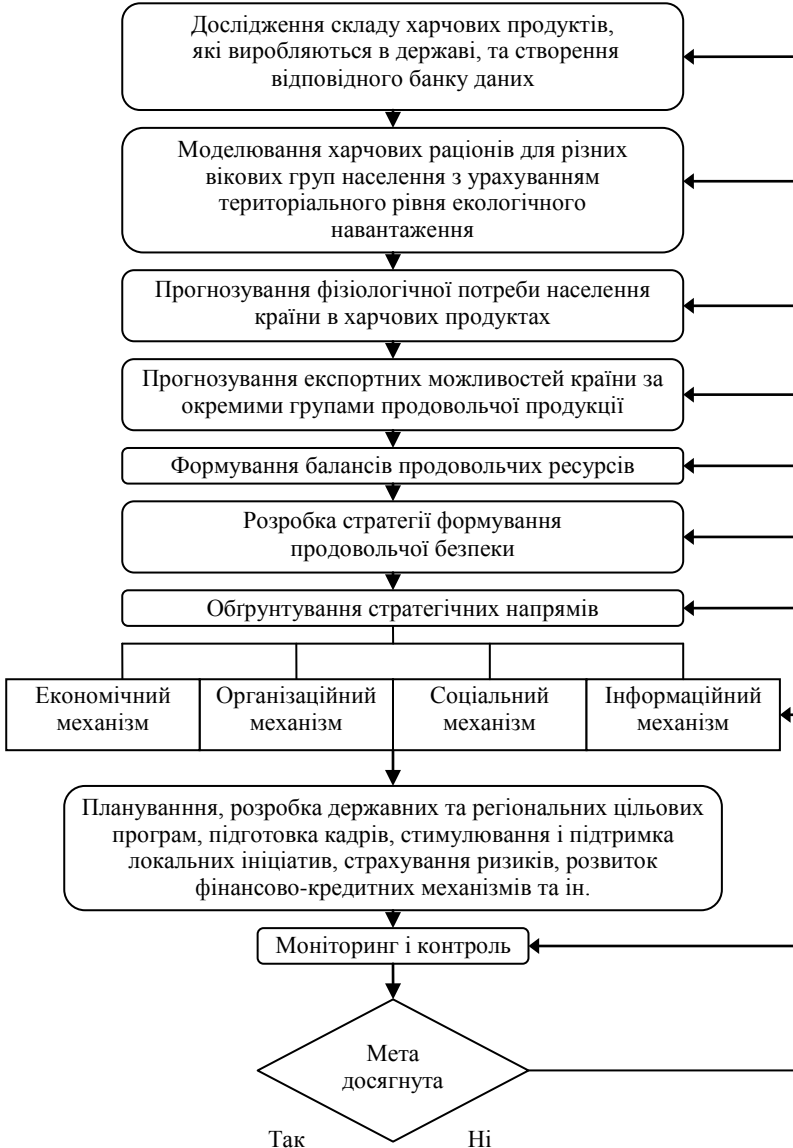 Дослідження складу харчових продуктів,
які виробляються в державі, та створення
відповідного банку даних
Моделювання харчових раціонів для різних
вікових груп населення з урахуванням
територіального рівня екологічного
навантаження
Прогнозування фізіологічної потреби населення
країни в харчових продуктах
Прогнозування експортних можливостей країни за
окремими групами продовольчої продукції
Формування балансів продовольчих ресурсів
Розробка стратегії формування
продовольчої безпеки
Обґрунтування стратегічних напрямів
Економічний
механізм
Організаційний
механізм
Соціальний
механізм
Інформаційний
механізм
Плануванння, розробка державних та регіональних цільових
програм, підготовка кадрів, стимулювання і підтримка
локальних ініціатив, страхування ризиків, розвиток
фінансово-кредитних механізмів та ін.
Моніторинг і контроль
Мета
досягнута
Так
Ні